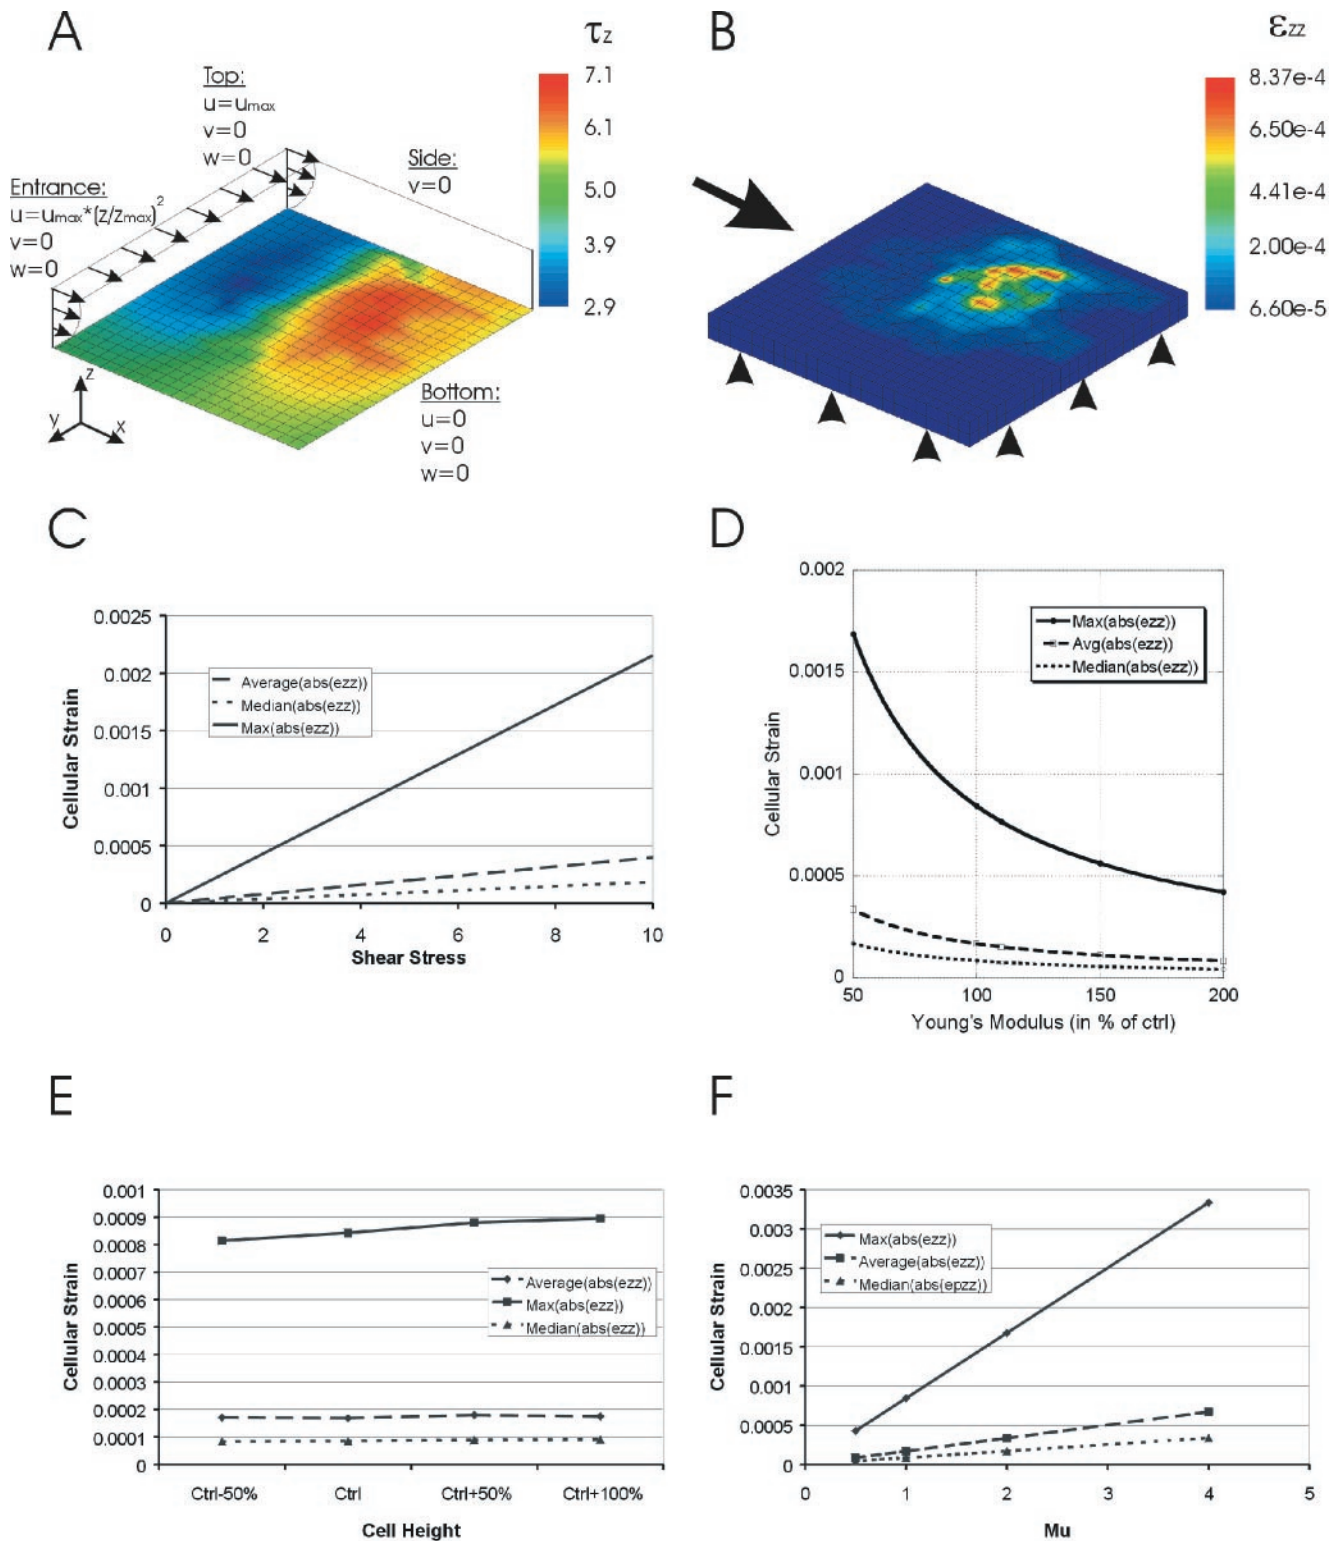 A
τz
7.1
6.1
5.0
3.9
2.9
Top:
u=umax
v=0
w=0
Side:
v=0
Entrance:
u=umax*(z/zmax)²
v=0
w=0
Bottom:
u=0
v=0
w=0
z
y
x
B
εzz
8.37e-4
6.50e-4
4.41e-4
2.00e-4
6.60e-5
C
0.0025
0.002
0.0015
0.001
0.0005
0
Cellular Strain
Average(abs(ezz))
Median(abs(ezz))
Max(abs(ezz))
0 2 4 6 8 10
Shear Stress
D
0.002
0.0015
0.001
0.0005
0
Cellular Strain
Max(abs(ezz))
Avg(abs(ezz))
Median(abs(ezz))
50 100 150 200
Young's Modulus (in % of ctrl)
E
0.001
0.0009
0.0008
0.0007
0.0006
0.0005
0.0004
0.0003
0.0002
0.0001
0
Cellular Strain
Average(abs(ezz))
Max(abs(ezz))
Median(abs(ezz))
Ctrl-50% Ctrl Ctrl+50% Ctrl+100%
Cell Height
F
0.0035
0.003
0.0025
0.002
0.0015
0.001
0.0005
0
Cellular Strain
Max(abs(ezz))
Average(abs(ezz))
Median(abs(epzz))
0 1 2 3 4 5
Mu